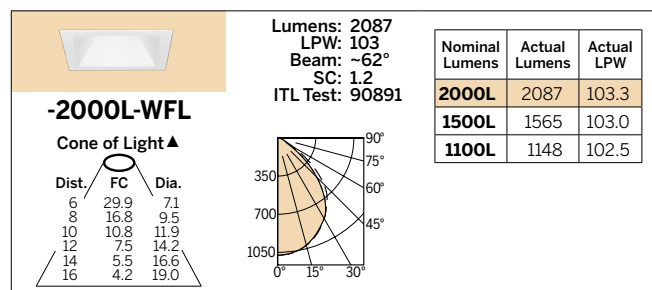 -2000L-WFL
Cone of Light▲
Dist. FC Dia.
6 29.9 7.1
8 16.8 9.5
10 10.8 11.9
12 7.5 14.2
14 5.5 16.6
16 4.2 19.0
Lumens: 2087
LPW: 103
Beam: ~62°
SC: 1.2
ITL Test: 90891
90°
75°
60°
45°
350
700
1050
0° 15° 30°
Nominal Lumens Actual Lumens Actual LPW
2000L 2087 103.3
1500L 1565 103.0
1100L 1148 102.5